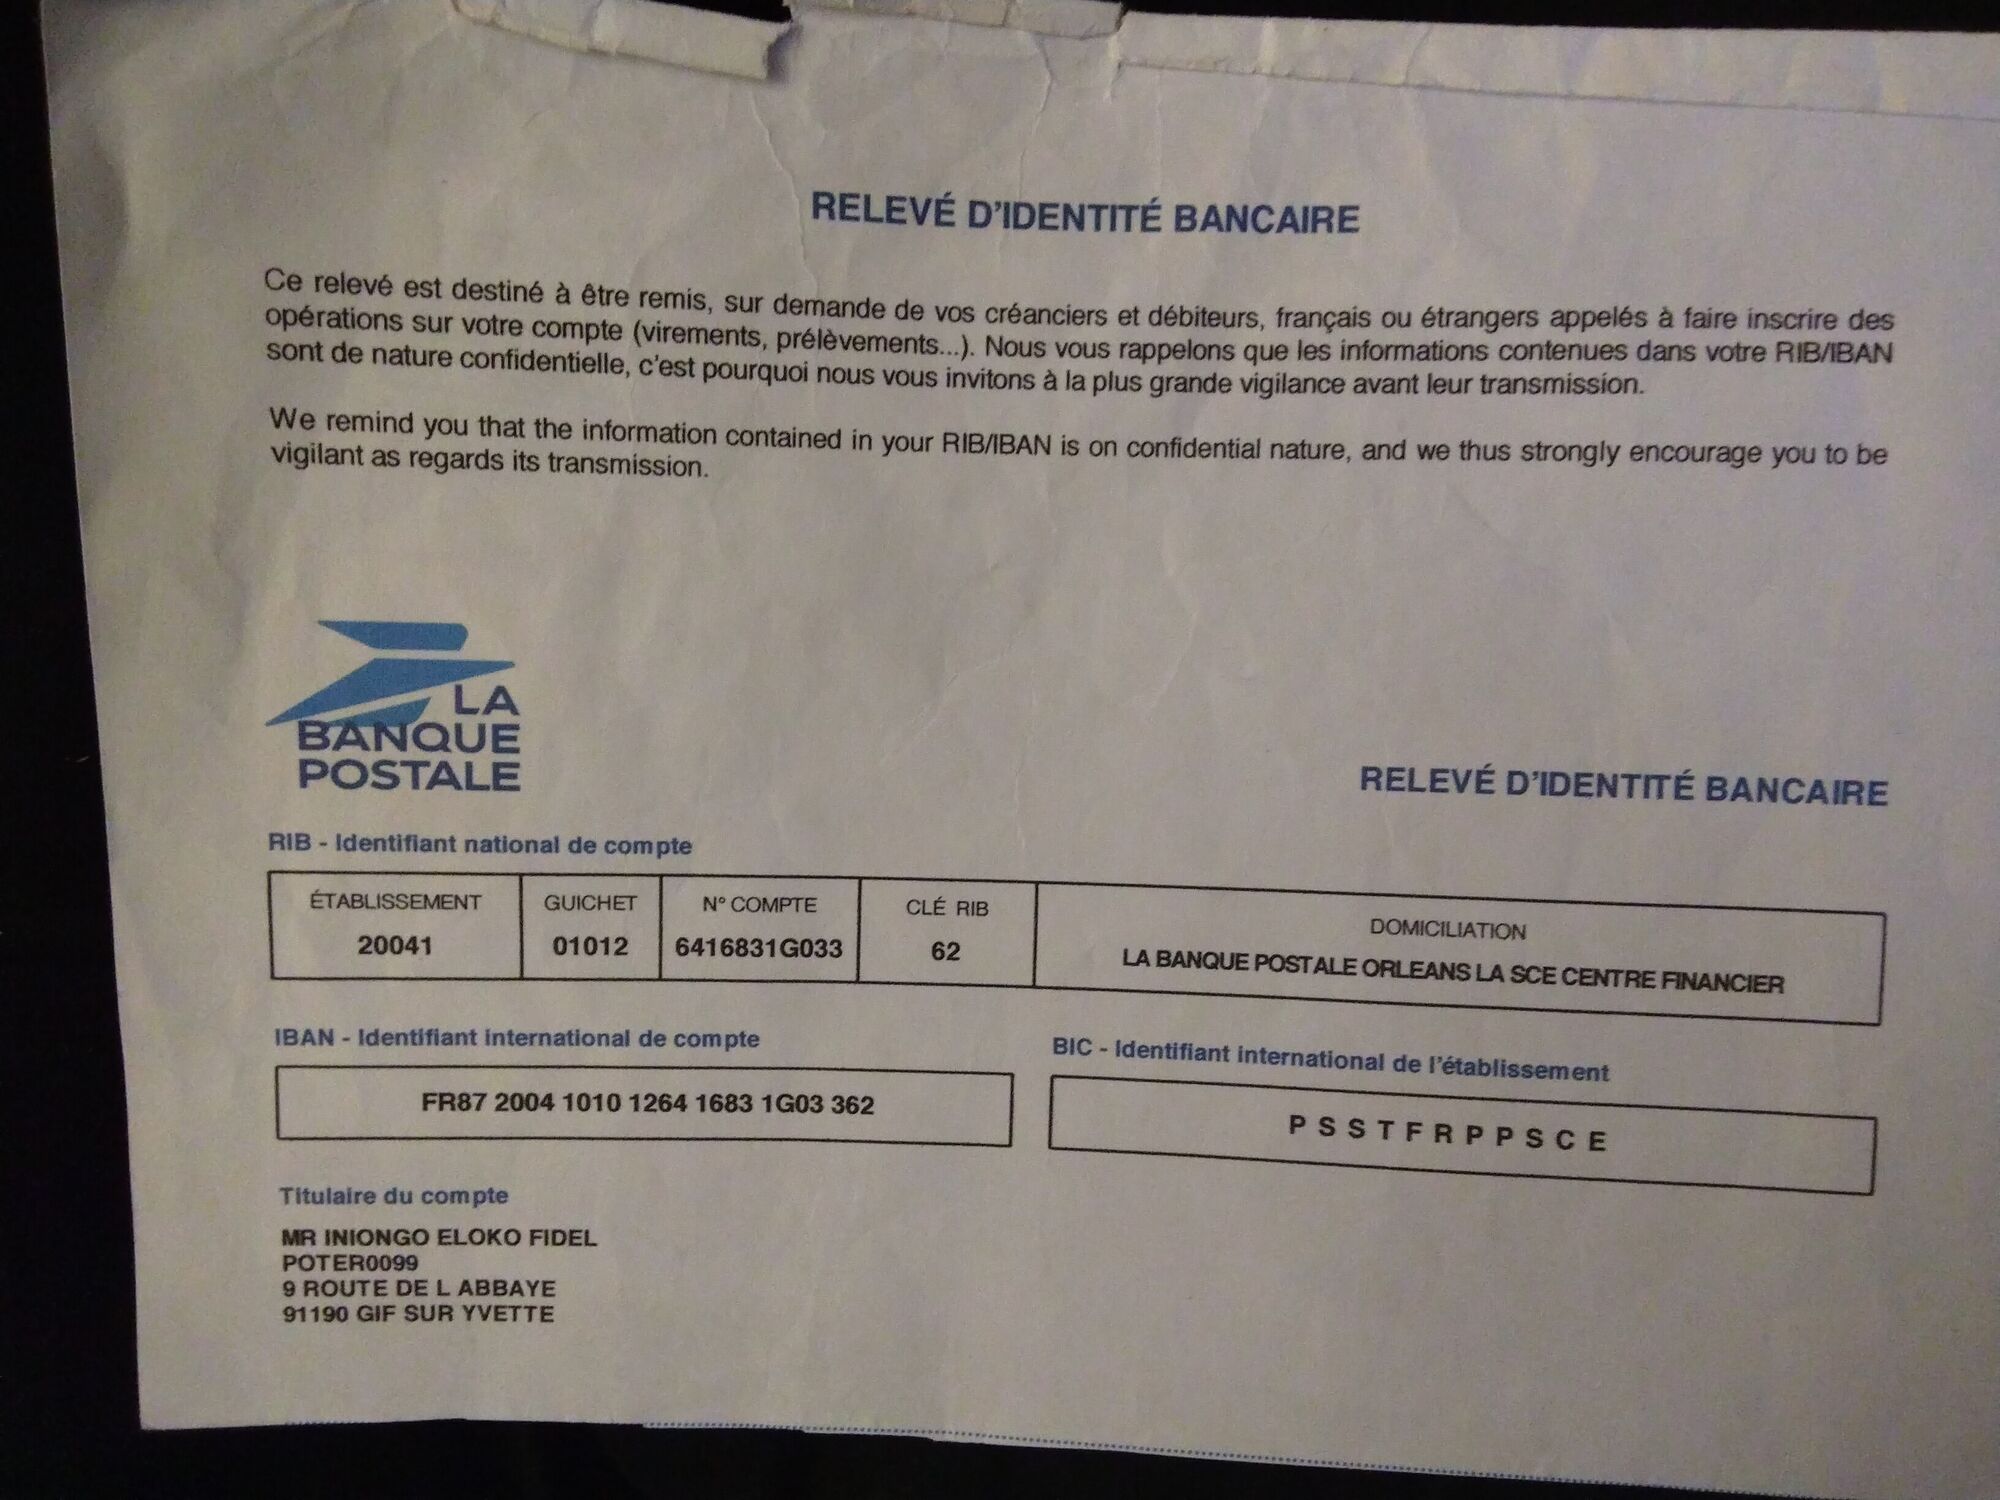 RELEVÉ D'IDENTITÉ BANCAIRE
Ce relevé est destiné à être remis, sur demande de vos créanciers et débiteurs, français ou étrangers appelés à faire inscrire des
opérations sur votre compte (virements, prélèvements...). Nous vous rappelons que les informations contenues dans votre RIB/IBAN
sont de nature confidentielle, c'est pourquoi nous vous invitons à la plus grande vigilance avant leur transmission.
We remind you that the information contained in your RIB/IBAN is on confidential nature, and we thus strongly encourage you to be
vigilant as regards its transmission.
LA
BANQUE
POSTALE
RELEVÉ D'IDENTITÉ BANCAIRE
RIB - Identifiant national de compte
ÉTABLISSEMENT GUICHET N° COMPTE CLÉ RIB DOMICILIATION
20041 01012 6416831G033 62 LA BANQUE POSTALE ORLEANS LA SCE CENTRE FINANCIER
IBAN - Identifiant international de compte
BIC - Identifiant international de l'établissement
FR87 2004 1010 1264 1683 1G03 362
PSSTFRPPSCE
Titulaire du compte
MR INIONGO ELOKO FIDEL
POTER0099
9 ROUTE DE L ABBAYE
91190 GIF SUR YVETTE